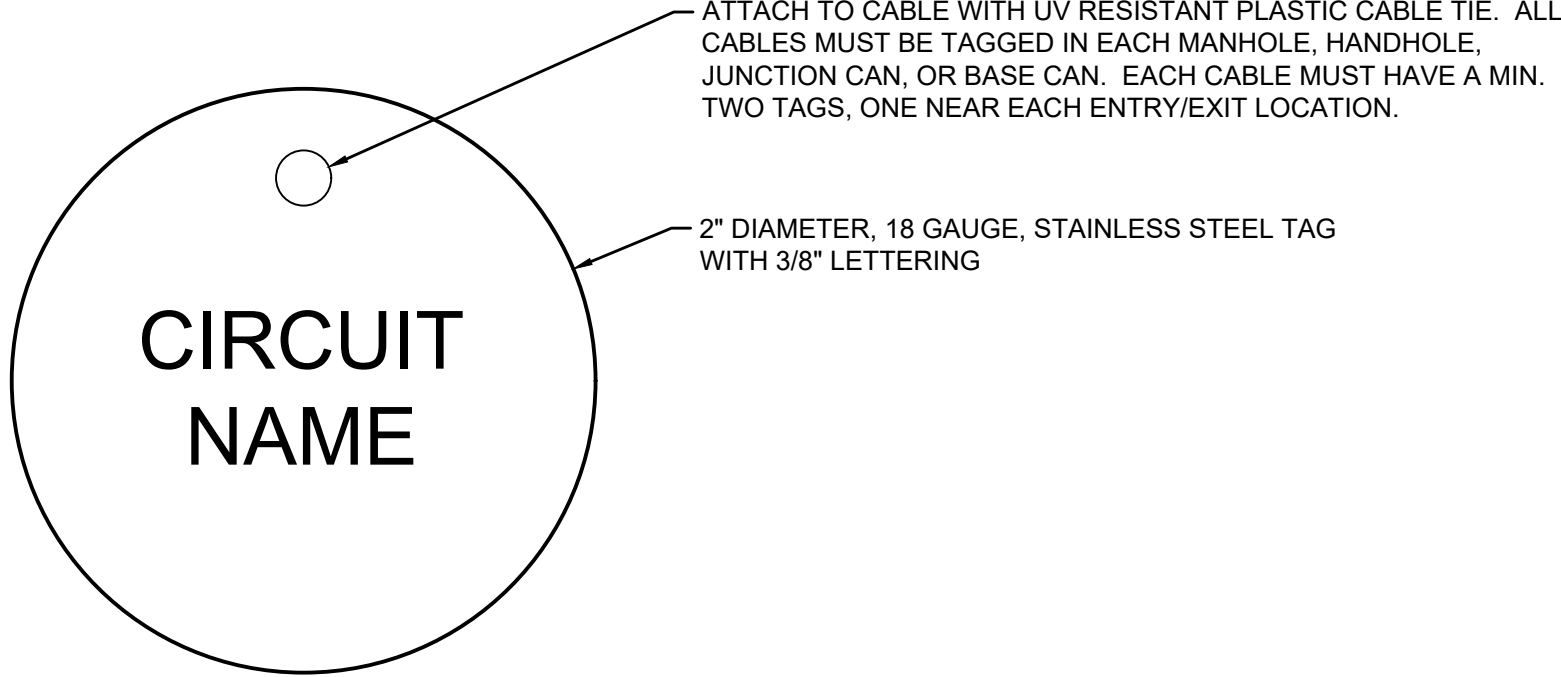 ATTACH TO CABLE WITH UV RESISTANT PLASTIC CABLE TIE.  ALL
CABLES MUST BE TAGGED IN EACH MANHOLE, HANDHOLE,
JUNCTION CAN, OR BASE CAN.  EACH CABLE MUST HAVE A MIN.
TWO TAGS, ONE NEAR EACH ENTRY/EXIT LOCATION.
2" DIAMETER, 18 GAUGE, STAINLESS STEEL TAG
WITH 3/8" LETTERING
CIRCUIT
NAME